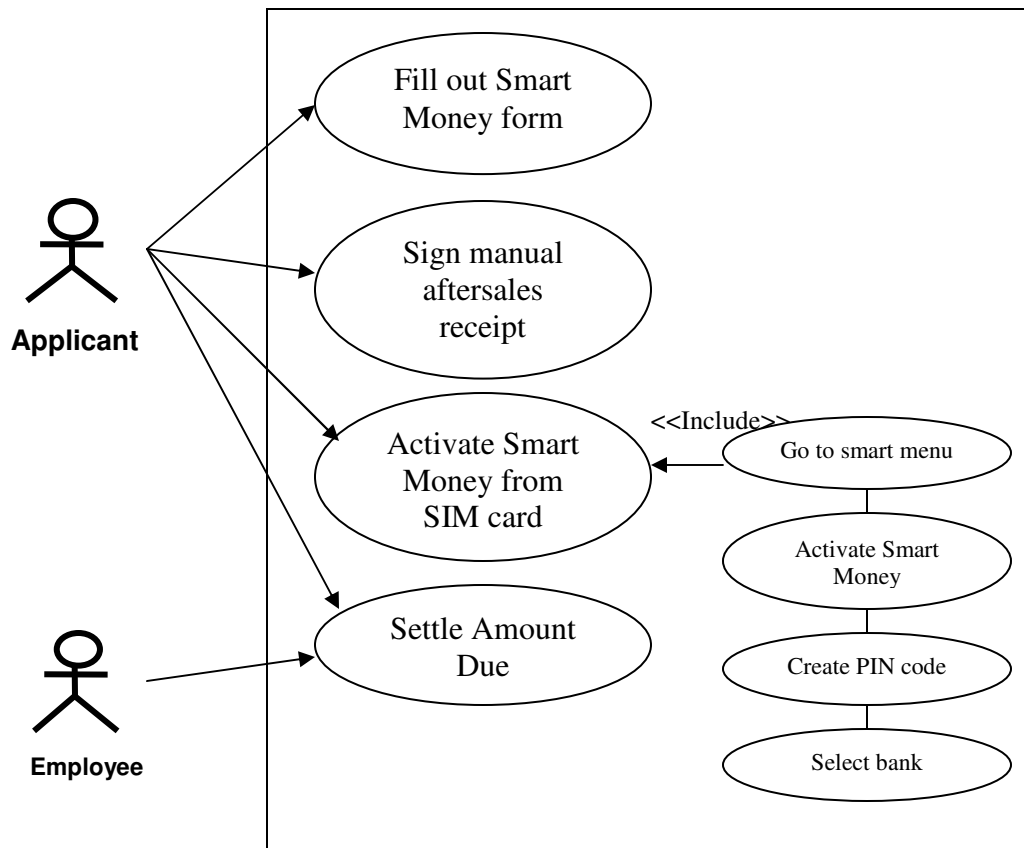 Fill out Smart
Money form
Sign manual
aftersales
receipt
Applicant
<<Include>>
Activate Smart
Money from
SIM card
Go to smart menu
Activate Smart
Money
Settle Amount
Due
Create PIN code
Employee
Select bank